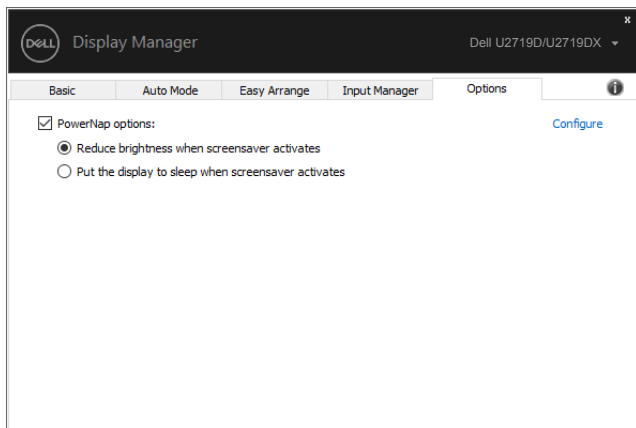 x
DELL Display Manager Dell U2719D/U2719DX
Basic Auto Mode Easy Arrange Input Manager Options
PowerNap options: Configure
Reduce brightness when screensaver activates
Put the display to sleep when screensaver activates